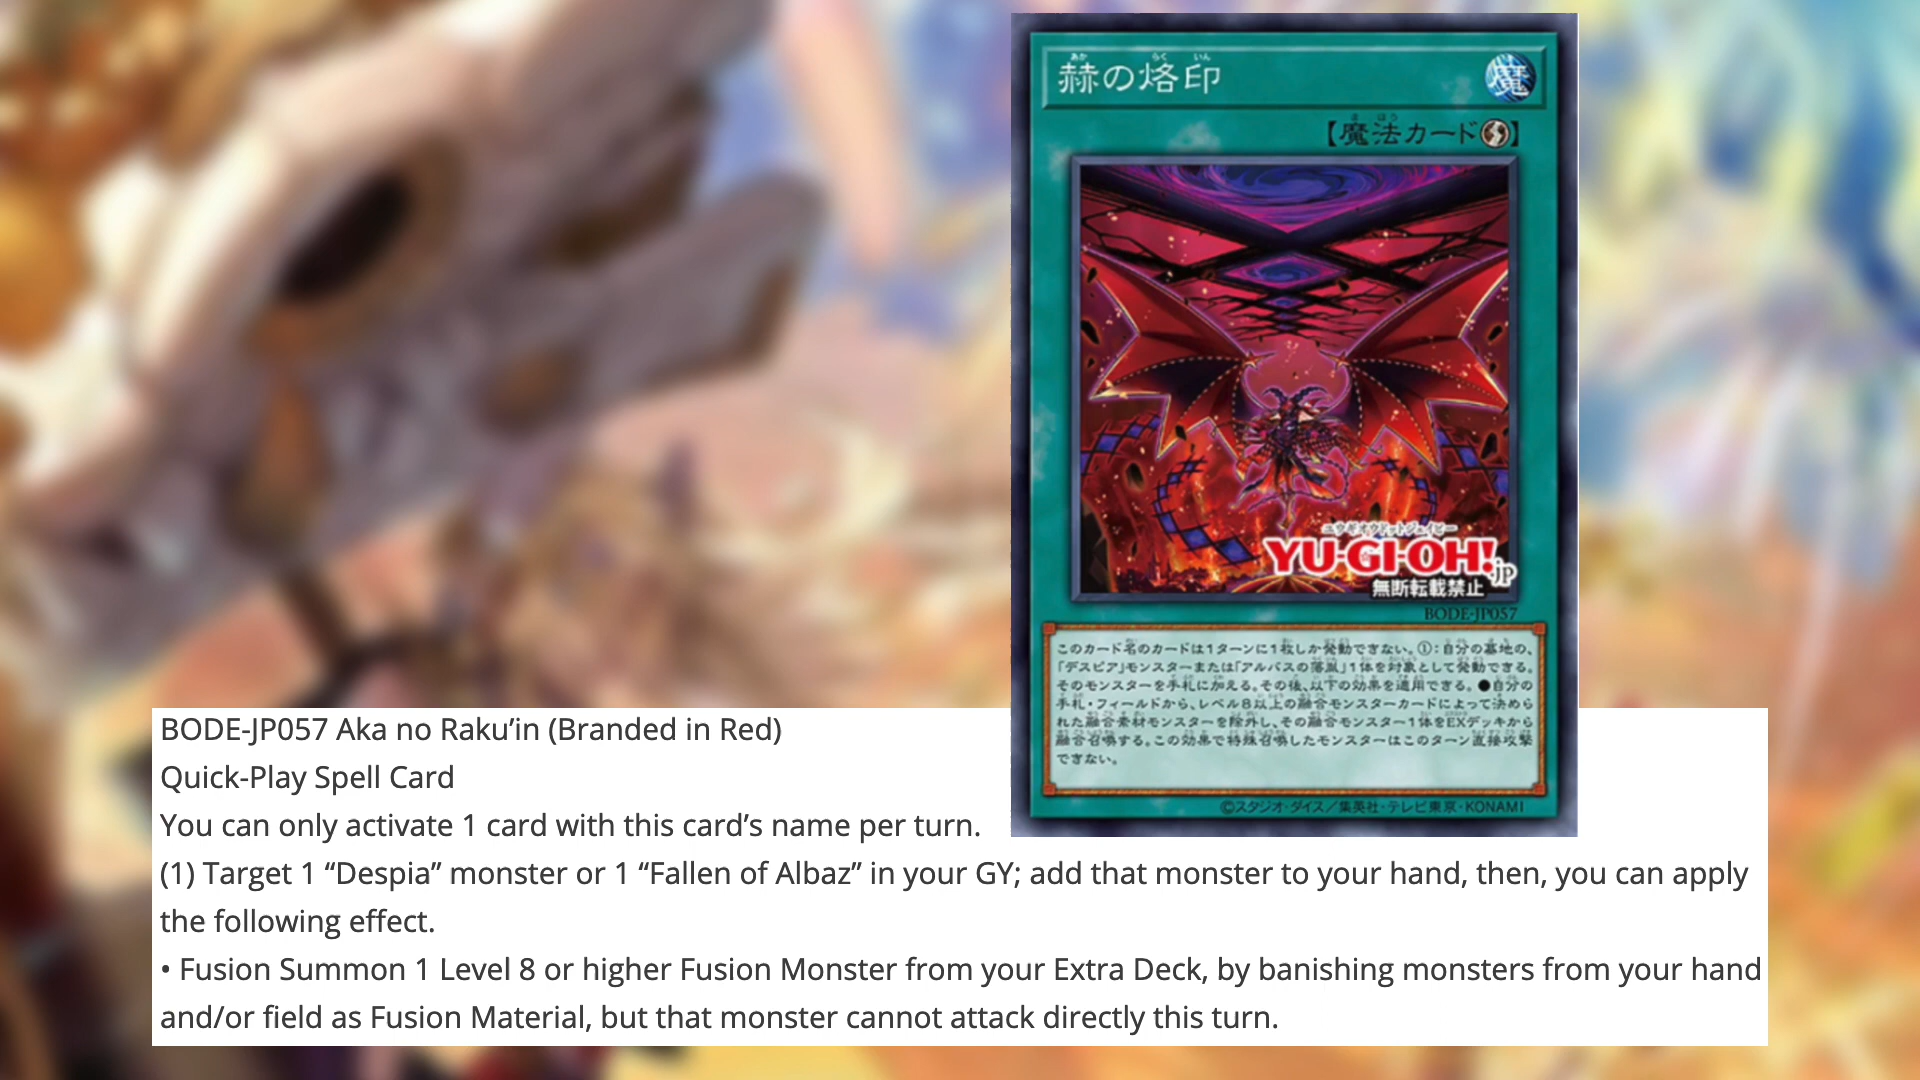 赫の烙印
魔
【魔法カード】
ユウギオウドットジェイピー
YU-GI-OH!.jp
無断転載禁止
BODE-JP057
このカード名のカードは1ターンに1枚しか発動できない。①:自分の墓地の、
「デスピア」モンスターまたは「アルバスの落胤」1体を対象として発動できる。
そのモンスターを手札に加える。その後、以下の効果を適用できる。●自分の
手札・フィールドから、レベル8以上の融合モンスターカードによって決めら
れた融合素材モンスターを除外し、その融合モンスター1体をEXデッキから
融合召喚する。この効果で特殊召喚したモンスターはこのターン直接攻撃
できない。
©スタジオ・ダイス/集英社・テレビ東京・KONAMI
BODE-JP057 Aka no Raku’in (Branded in Red)
Quick-Play Spell Card
You can only activate 1 card with this card’s name per turn.
(1) Target 1 “Despia” monster or 1 “Fallen of Albaz” in your GY; add that monster to your hand, then, you can apply
the following effect.
• Fusion Summon 1 Level 8 or higher Fusion Monster from your Extra Deck, by banishing monsters from your hand
and/or field as Fusion Material, but that monster cannot attack directly this turn.